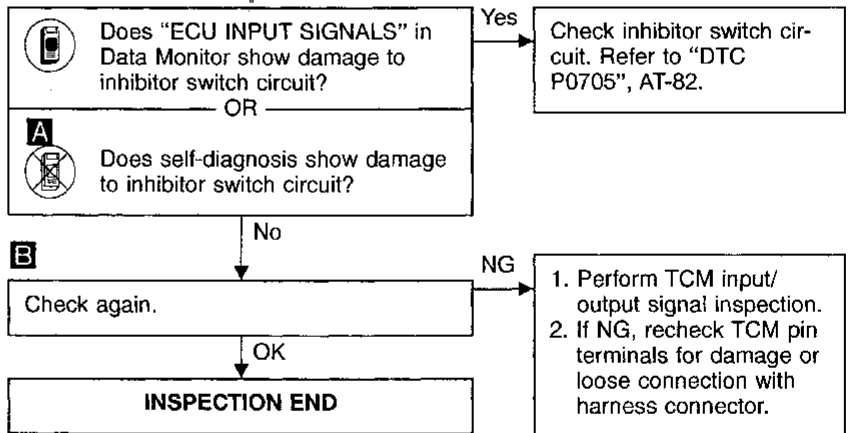 Does "ECU INPUT SIGNALS" in
Data Monitor show damage to
inhibitor switch circuit?
OR
A
Does self-diagnosis show damage
to inhibitor switch circuit?
Yes
Check inhibitor switch cir-
cuit. Refer to "DTC
P0705", AT-82.
No
B
Check again.
NG
1. Perform TCM input/
output signal inspection.
2. If NG, recheck TCM pin
terminals for damage or
loose connection with
harness connector.
OK
INSPECTION END